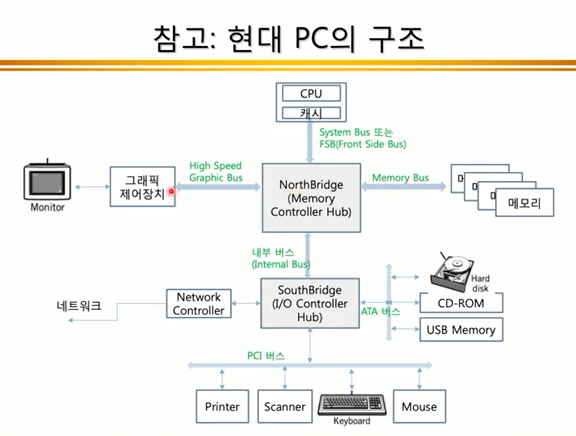 참고: 현대 PC의 구조
CPU
캐시
System Bus 또는
FSB(Front Side Bus)
High Speed
Graphic Bus
그래픽
제어장치
Monitor
NorthBridge
(Memory
Controller Hub)
Memory Bus
메모리
내부 버스
(Internal Bus)
SouthBridge
(I/O Controller
Hub)
네트워크
Network
Controller
ATA 버스
Hard
disk
CD-ROM
USB Memory
PCI 버스
Printer
Scanner
Keyboard
Mouse